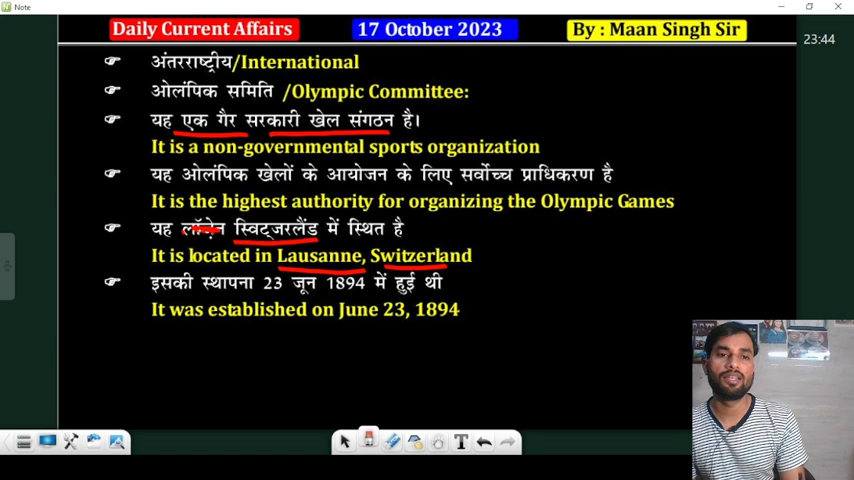 Note
Daily Current Affairs
17 October 2023
By : Maan Singh Sir
23:44
☞ अंतरराष्ट्रीय/International
☞ ओलंपिक समिति /Olympic Committee:
☞ यह एक गैर सरकारी खेल संगठन है।
It is a non-governmental sports organization
☞ यह ओलंपिक खेलों के आयोजन के लिए सर्वोच्च प्राधिकरण है
It is the highest authority for organizing the Olympic Games
☞ यह स्विट्जरलैंड में स्थित है
It is located in Lausanne, Switzerland
☞ इसकी स्थापना 23 जून 1894 में हुई थी
It was established on June 23, 1894